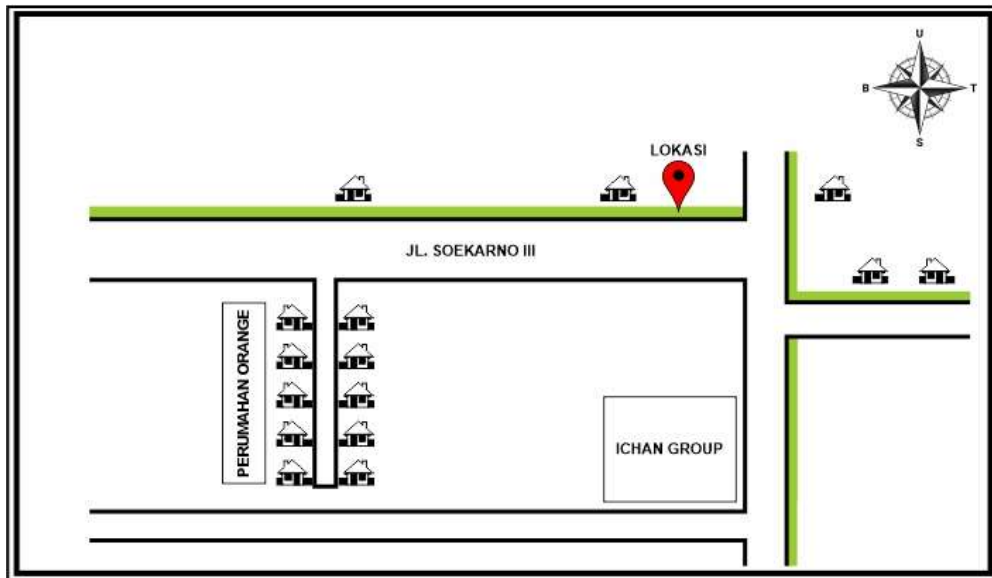 U
B
T
S
LOKASI
JL. SOEKARNO III
PERUMAHAN ORANGE
ICHAN GROUP